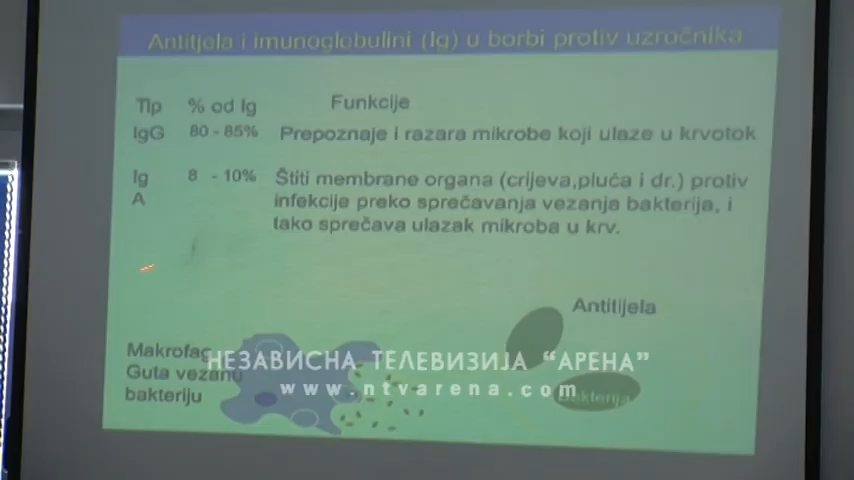 Antitjela i imunoglobulini (Ig) u borbi protiv uzročnika
Tip % od Ig Funkcije
IgG 80 - 85% Prepoznaje i razara mikrobe koji ulaze u krvotok
Ig 8 - 10% Štiti membrane organa (crijeva,pluća i dr.) protiv
A infekcije preko sprečavanja vezanja bakterija, i
tako sprečava ulazak mikroba u krv.
Antitijela
Makrofag
Guta vezanu
bakteriju
Bakterija
НЕЗАВИСНА ТЕЛЕВИЗИЈА “АРЕНА”
www.ntvarena.com